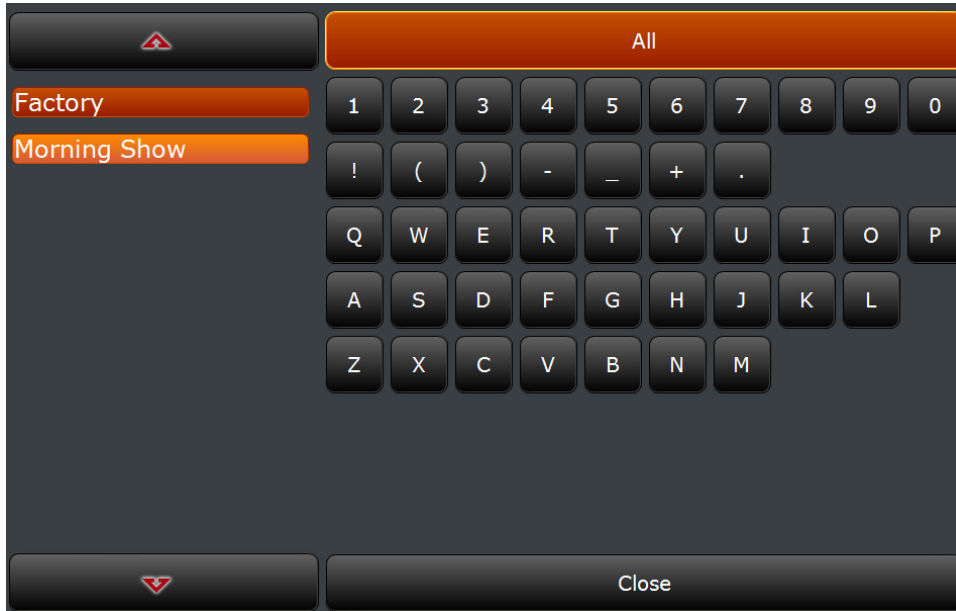 All
Factory
Morning Show
1 2 3 4 5 6 7 8 9 0
! ( ) - _ + .
Q W E R T Y U I O P
A S D F G H J K L
Z X C V B N M
Close